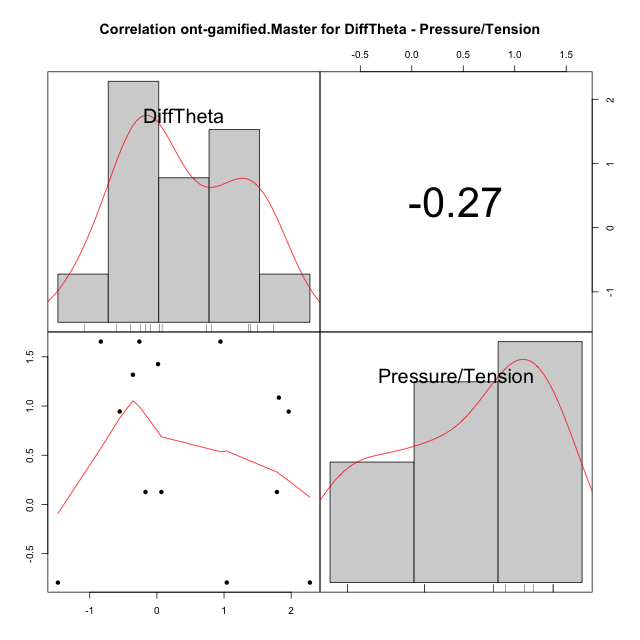 Correlation ont-gamified.Master for DiffTheta - Pressure/Tension
-0.5 0.0 0.5 1.0 1.5
DiffTheta
-0.27
2
1
0
-1
1.5
1.0
0.5
0.0
-0.5
Pressure/Tension
-1 0 1 2